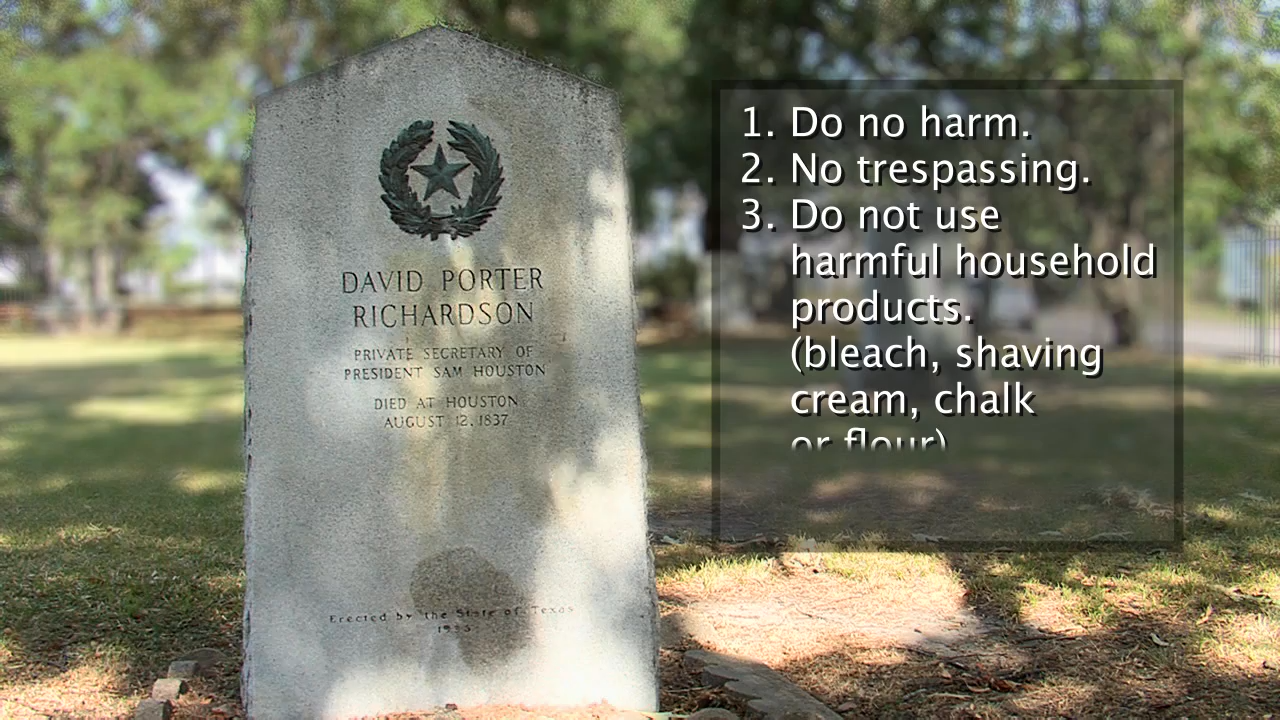 DAVID PORTER
RICHARDSON
PRIVATE SECRETARY OF
PRESIDENT SAM HOUSTON
DIED AT HOUSTON
AUGUST 12, 1837
Erected by the State of Texas
1. Do no harm.
2. No trespassing.
3. Do not use
harmful household
products.
(bleach, shaving
cream, chalk
or flour)